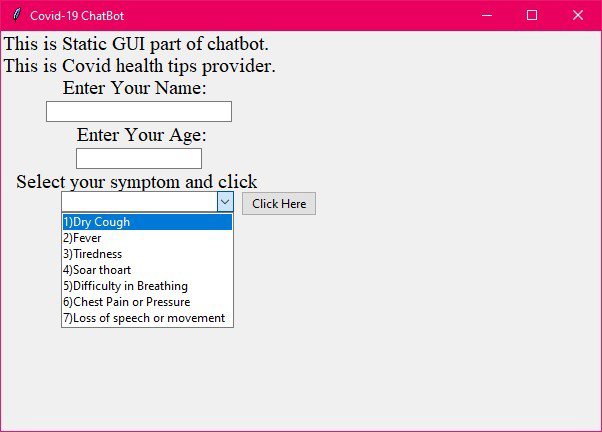 Covid-19 ChatBot
This is Static GUI part of chatbot.
This is Covid health tips provider.
Enter Your Name:
Enter Your Age:
Select your symptom and click
Click Here
1)Dry Cough
2)Fever
3)Tiredness
4)Soar thoart
5)Difficulty in Breathing
6)Chest Pain or Pressure
7)Loss of speech or movement